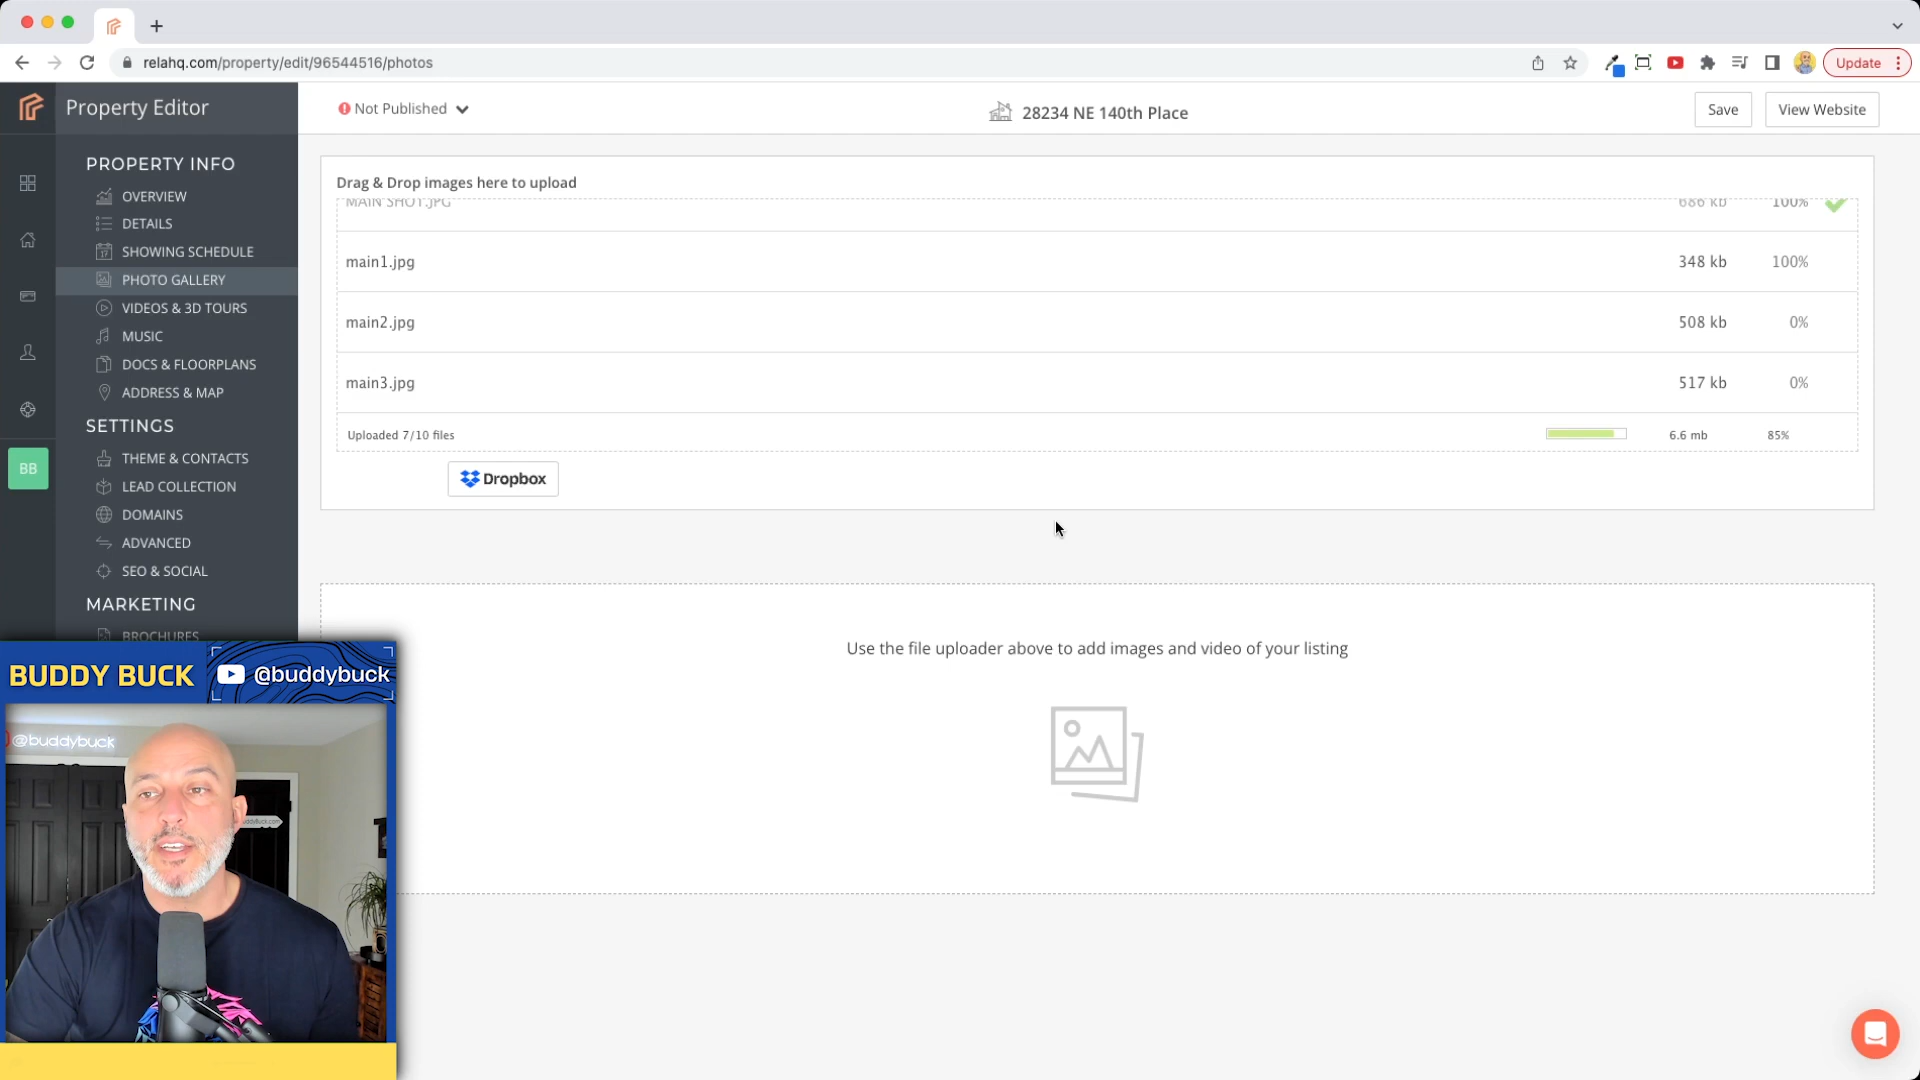 relahq.com/property/edit/96544516/photos
Update
Property Editor
Not Published
28234 NE 140th Place
Save
View Website
PROPERTY INFO
OVERVIEW
DETAILS
SHOWING SCHEDULE
PHOTO GALLERY
VIDEOS & 3D TOURS
MUSIC
DOCS & FLOORPLANS
ADDRESS & MAP
SETTINGS
THEME & CONTACTS
LEAD COLLECTION
DOMAINS
ADVANCED
SEO & SOCIAL
MARKETING
BROCHURES
BB
Drag & Drop images here to upload
MAIN SHOT.JPG 686 kb 100%
main1.jpg 348 kb 100%
main2.jpg 508 kb 0%
main3.jpg 517 kb 0%
Uploaded 7/10 files 6.6 mb 85%
Dropbox
Use the file uploader above to add images and video of your listing
BUDDY BUCK
@buddybuck
@buddybuck